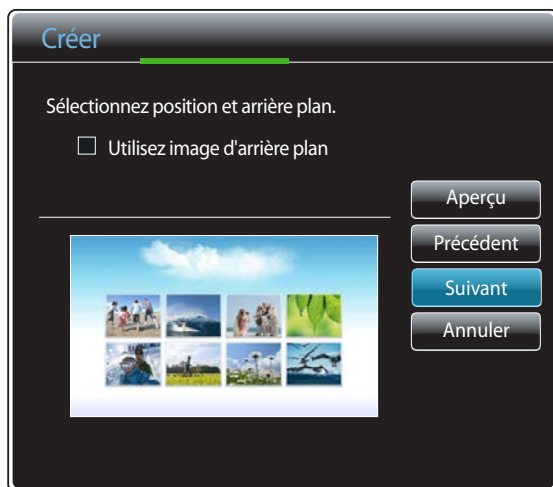 Créer
Sélectionnez position et arrière plan.
Utilisez image d'arrière plan
Aperçu
Précédent
Suivant
Annuler